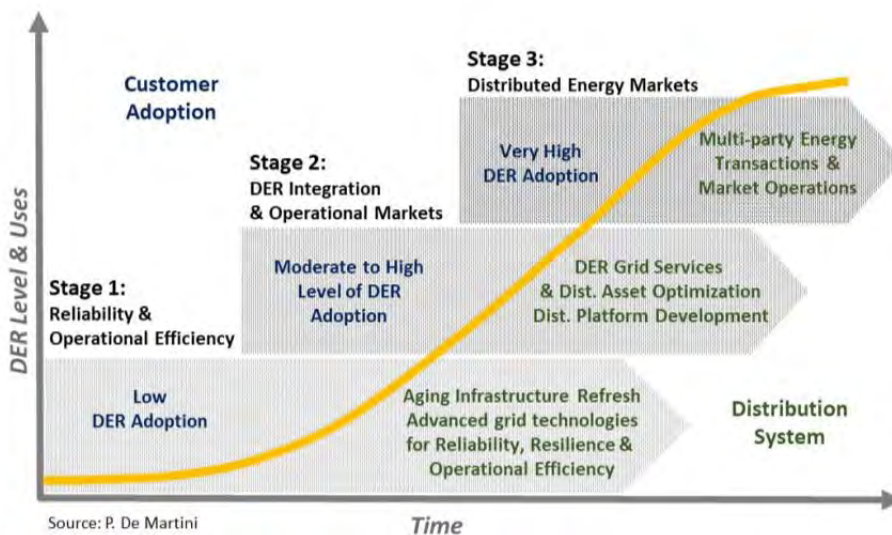 Customer
Adoption
Stage 3:
Distributed Energy Markets
Very High
DER Adoption
Multi-party Energy
Transactions &
Market Operations
Stage 2:
DER Integration
& Operational Markets
Moderate to High
Level of DER
Adoption
DER Grid Services
& Dist. Asset Optimization
Dist. Platform Development
Stage 1:
Reliability &
Operational Efficiency
Low
DER Adoption
Aging Infrastructure Refresh
Advanced grid technologies
for Reliability, Resilience &
Operational Efficiency
Distribution
System
DER Level & Uses
Time
Source: P. De Martini